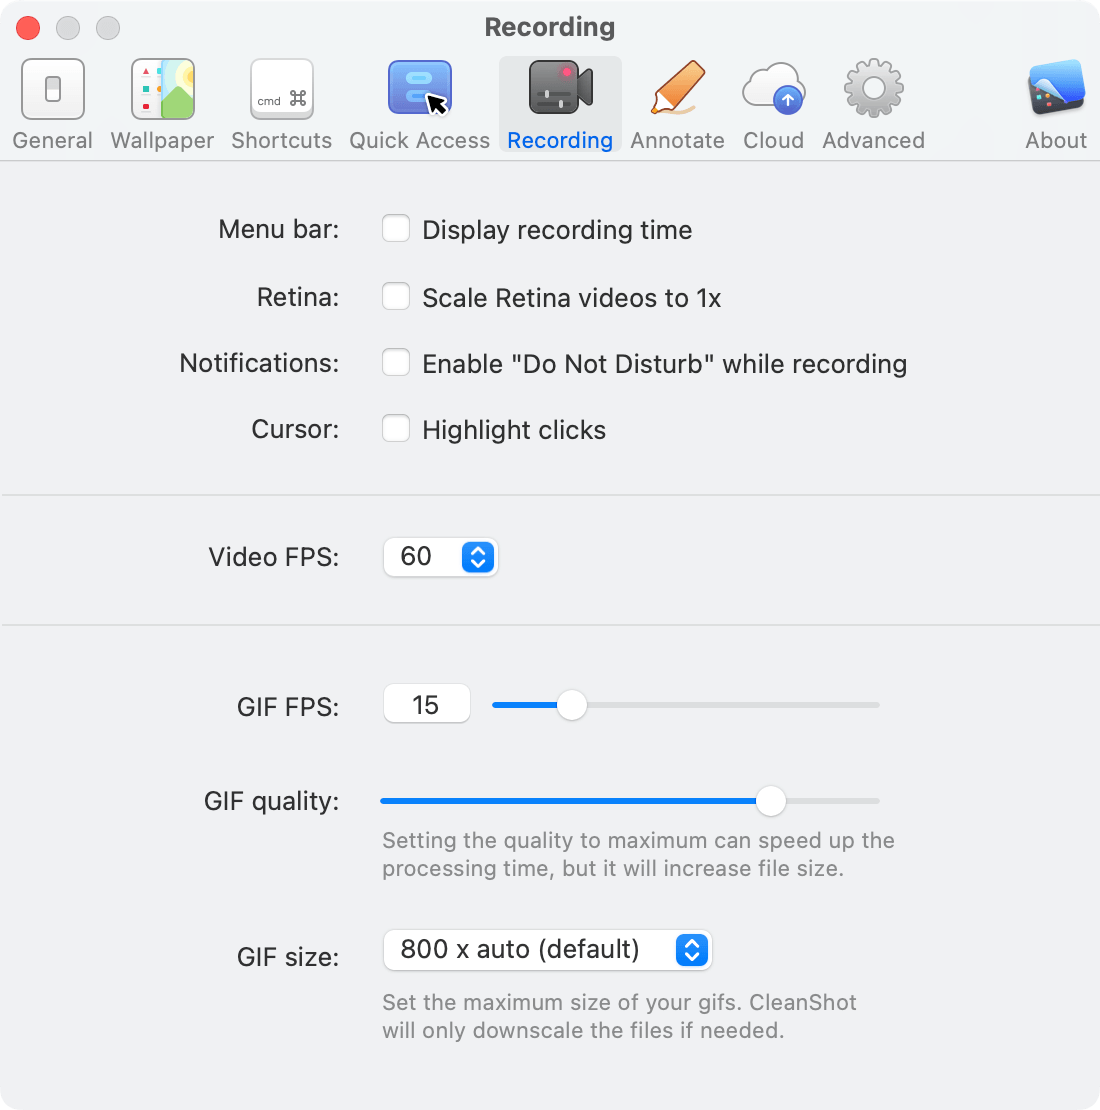 Recording
cmd ⌘
General Wallpaper Shortcuts Quick Access Recording Annotate Cloud Advanced About
Menu bar: Display recording time
Retina: Scale Retina videos to 1x
Notifications: Enable "Do Not Disturb" while recording
Cursor: Highlight clicks
Video FPS: 60
GIF FPS: 15
GIF quality:
Setting the quality to maximum can speed up the
processing time, but it will increase file size.
GIF size: 800 x auto (default)
Set the maximum size of your gifs. CleanShot
will only downscale the files if needed.